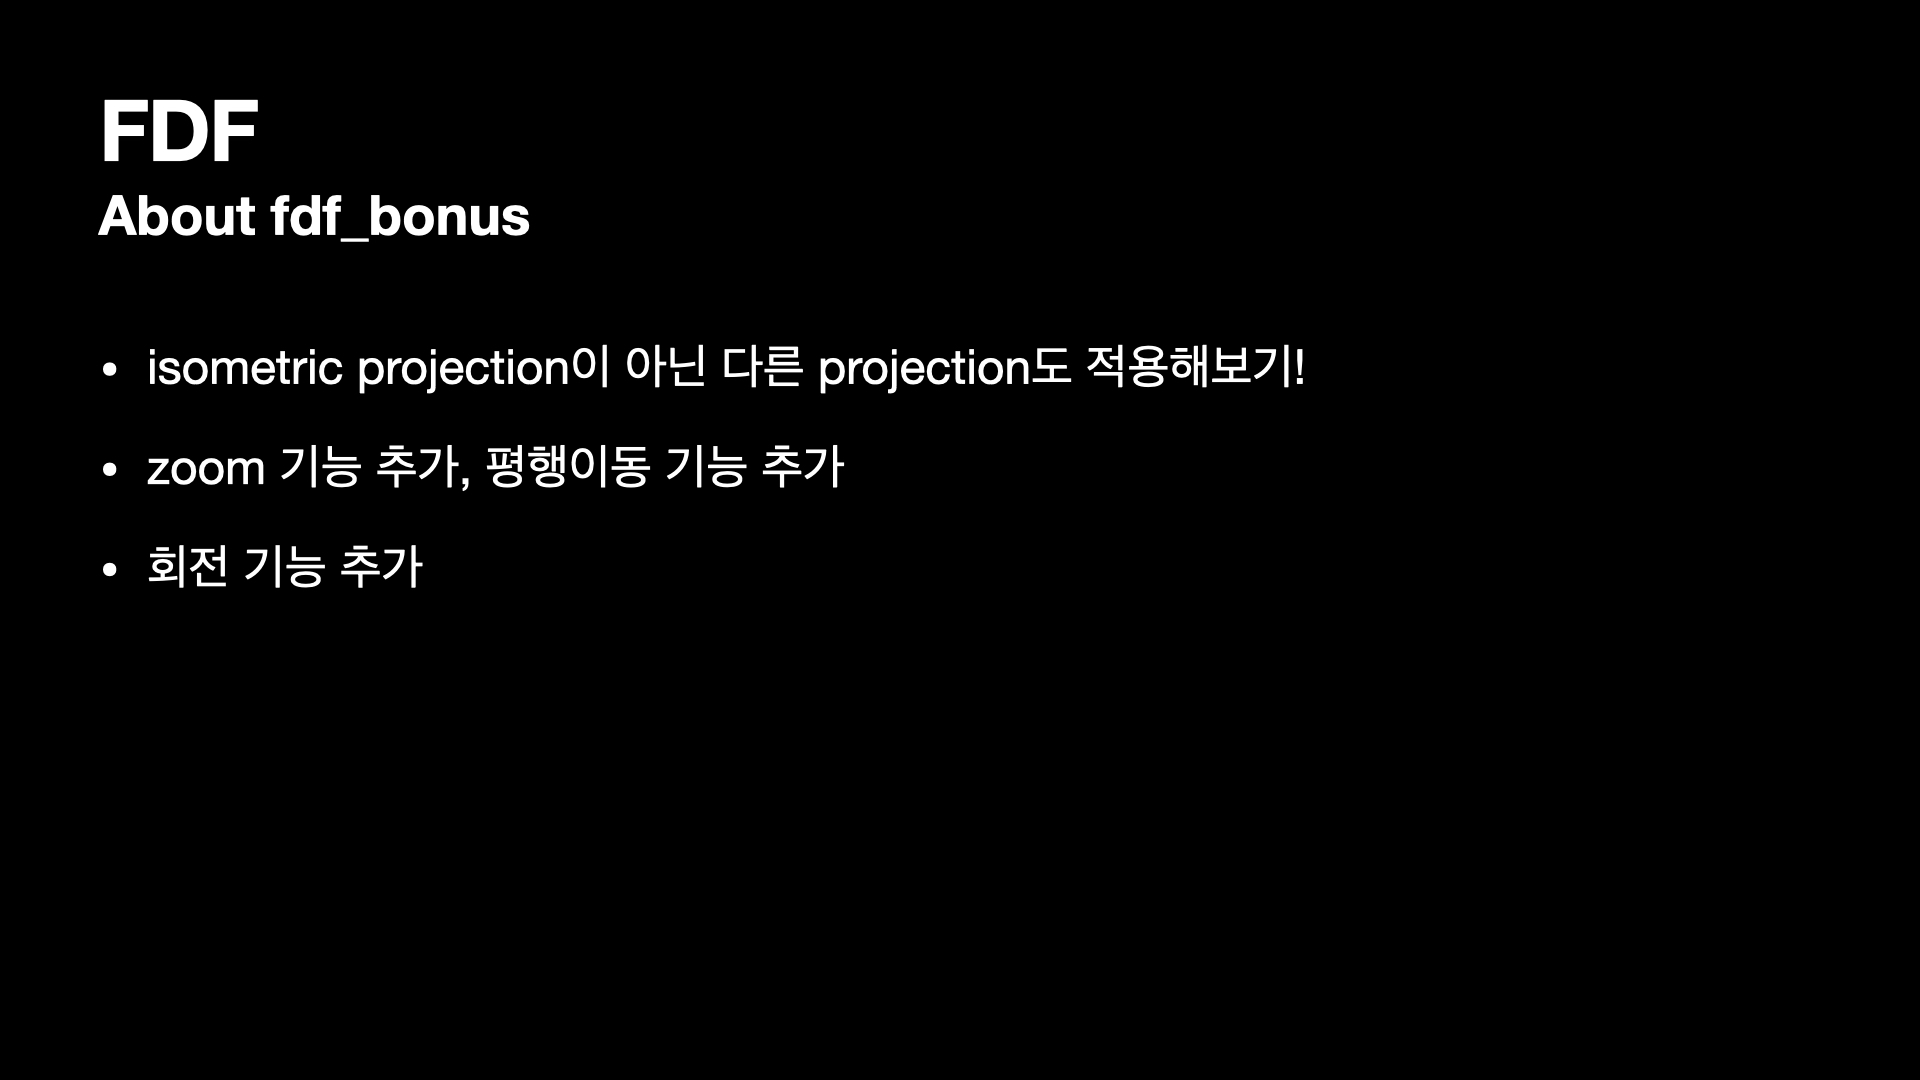 FDF
About fdf_bonus
• isometric projection이 아닌 다른 projection도 적용해보기!
• zoom 기능 추가, 평행이동 기능 추가
• 회전 기능 추가